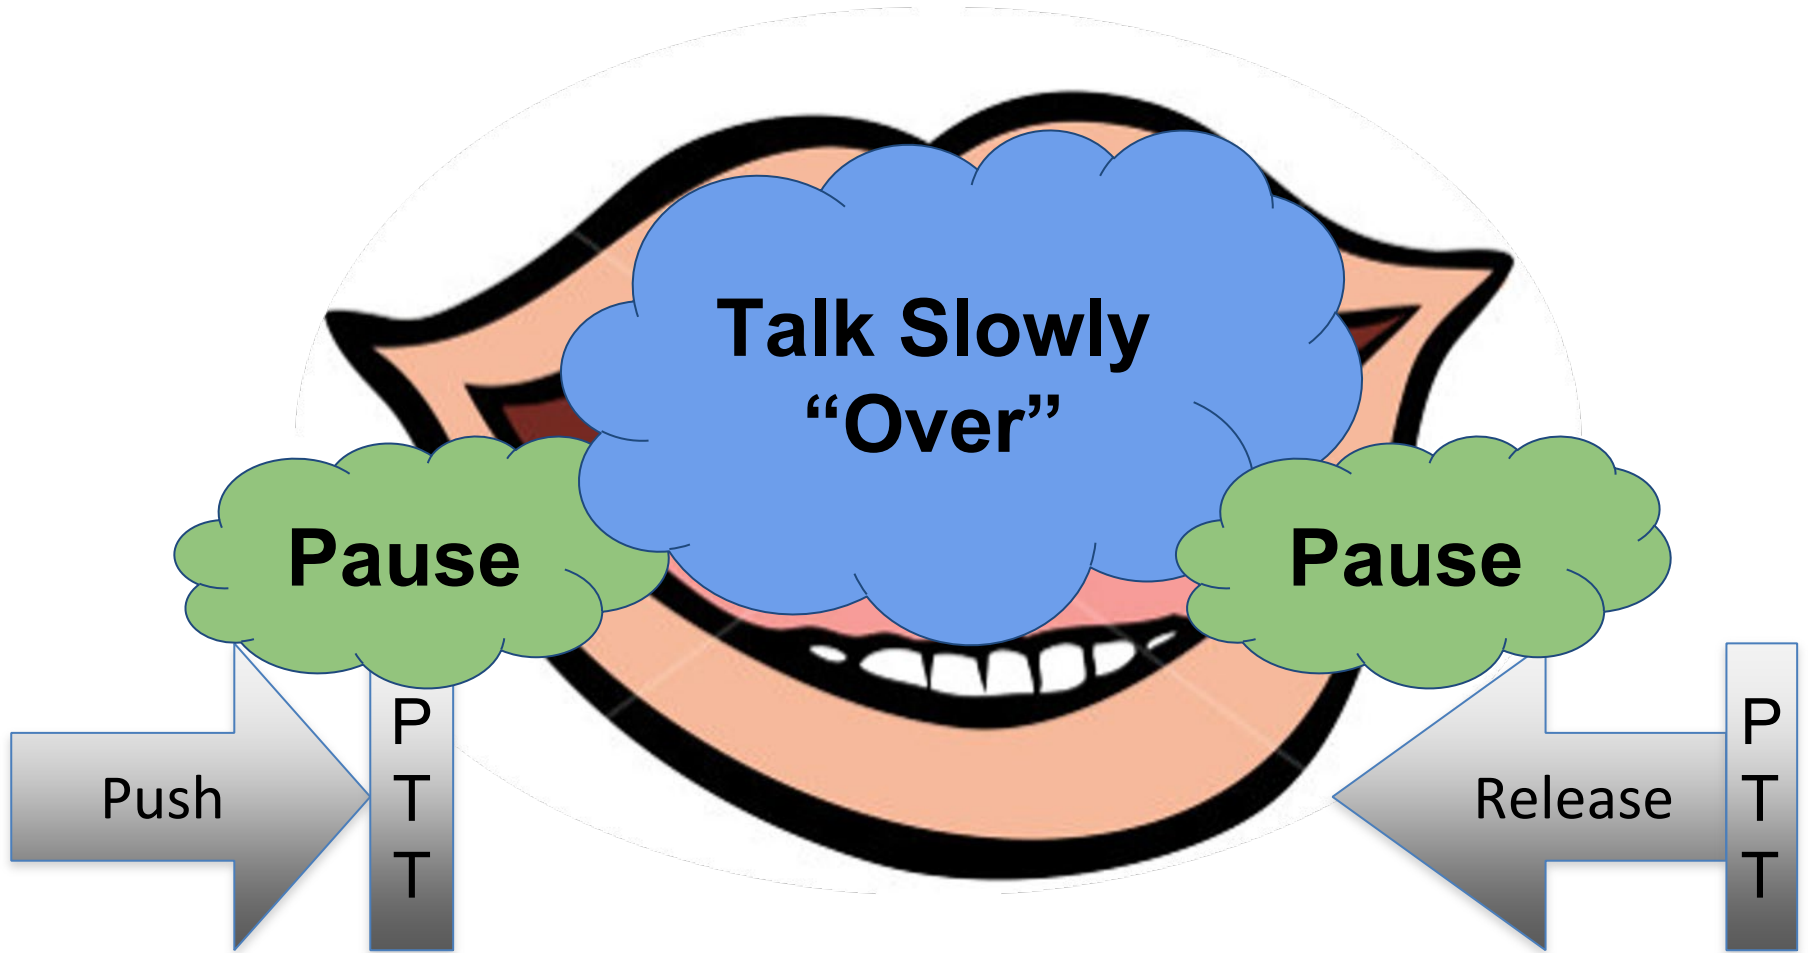 Talk Slowly
“Over”
Pause
Pause
Push
P
T
T
Release
P
T
T